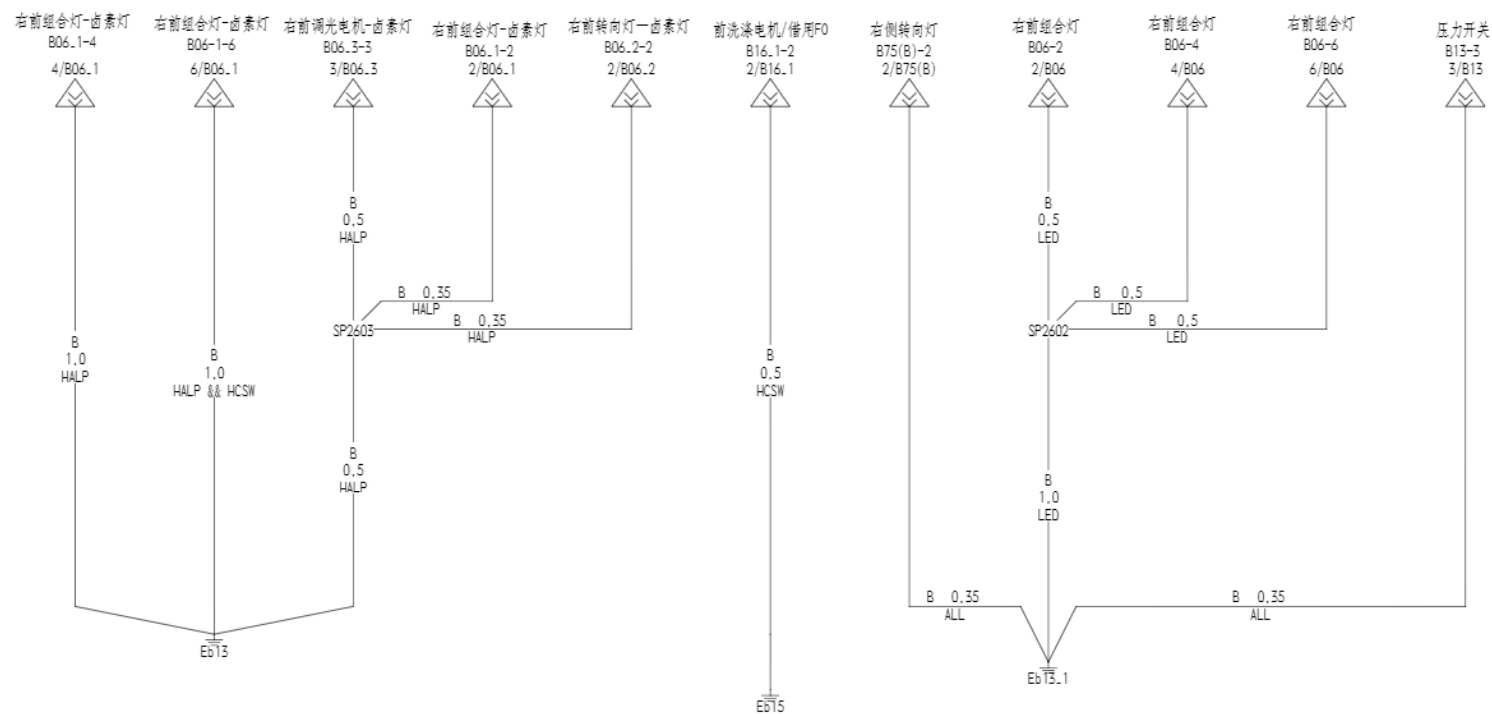 右前组合灯-卤素灯
B06_1-4
4/B06_1
右前组合灯-卤素灯
B06-1-6
6/B06_1
右前调光电机-卤素灯
B06_3-3
3/B06_3
右前组合灯-卤素灯
B06_1-2
2/B06_1
右前转向灯一卤素灯
B06_2-2
2/B06_2
前洗涤电机/借用F0
B16_1-2
2/B16_1
右侧转向灯
B75(B)-2
2/B75(B)
右前组合灯
B06-2
2/B06
右前组合灯
B06-4
4/B06
右前组合灯
B06-6
6/B06
压力开关
B13-3
3/B13
B
0,5
HALP
B
0,5
LED
B 0,35
HALP
B 0,35
HALP
SP2603
B 0,5
LED
B 0,5
LED
SP2602
B
1,0
HALP
B
1,0
HALP && HCSW
B
0,5
HCSW
B
0,5
HALP
B
1,0
LED
B 0,35
ALL
B 0,35
ALL
Eb13
Eb13_1
Eb15